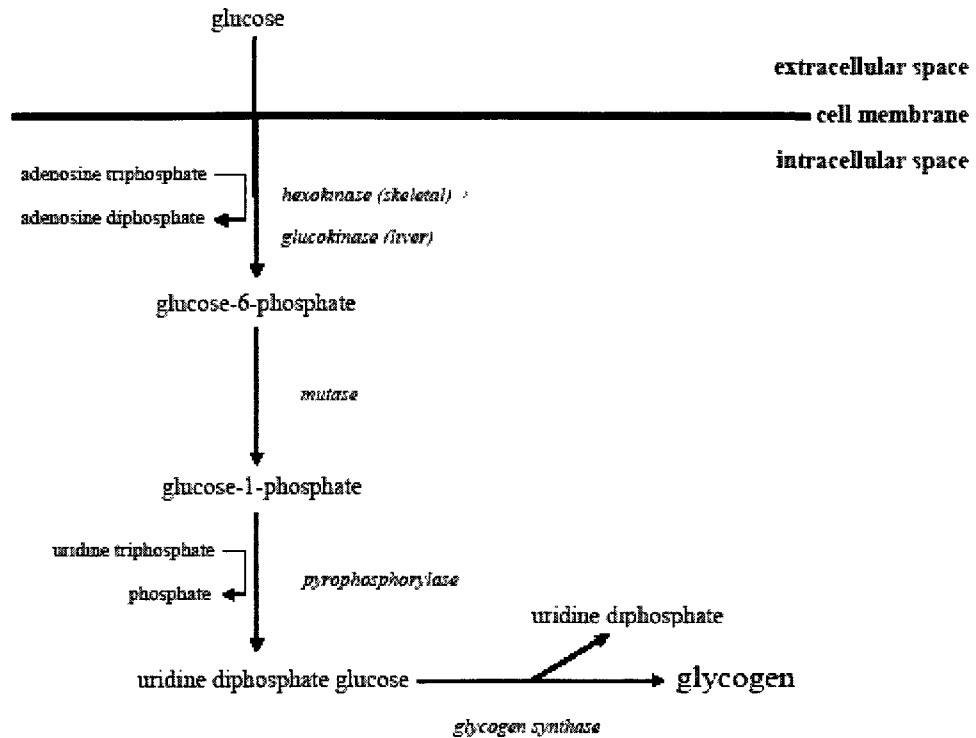 glucose
extracellular space
cell membrane
intracellular space
adenosine triphosphate
adenosine diphosphate
hexokinase (skeletal)
glucokinase (liver)
glucose-6-phosphate
mutase
glucose-1-phosphate
uridine triphosphate
phosphate
pyrophosphorylase
uridine diphosphate
uridine diphosphate glucose
glycogen
glycogen synthase